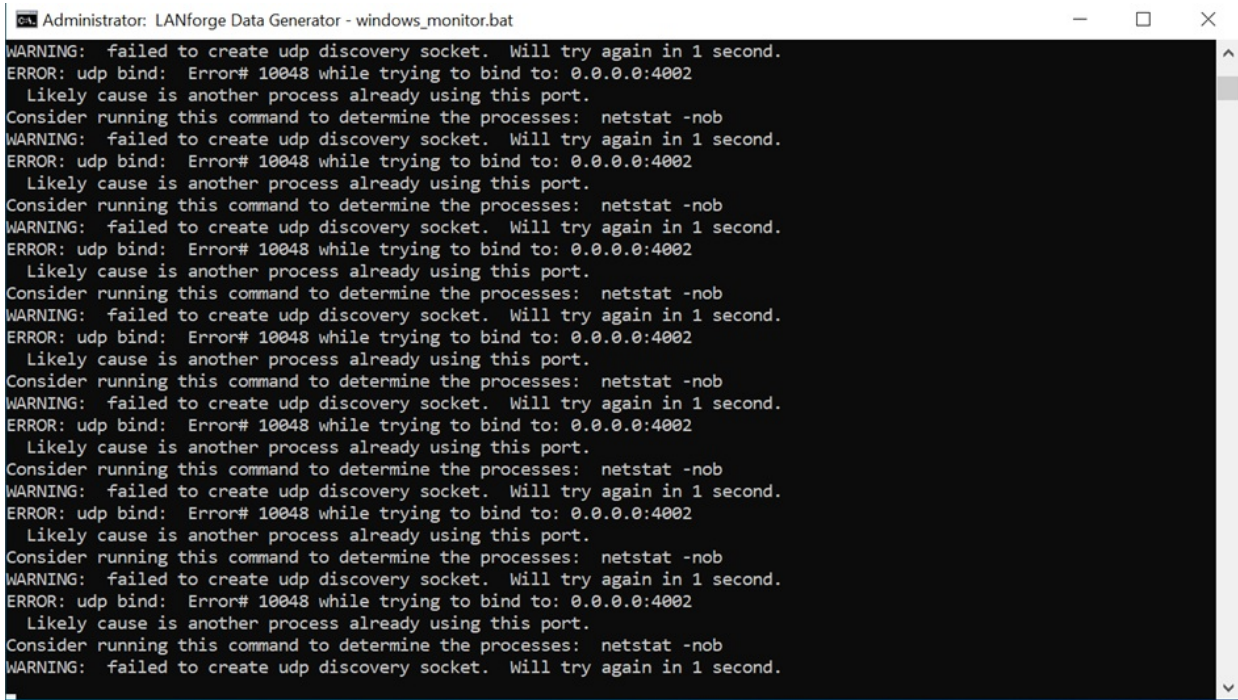 Administrator: LANforge Data Generator - windows_monitor.bat
WARNING:  failed to create udp discovery socket.  Will try again in 1 second.
ERROR: udp bind:  Error# 10048 while trying to bind to: 0.0.0.0:4002
  Likely cause is another process already using this port.
Consider running this command to determine the processes:  netstat -nob
WARNING:  failed to create udp discovery socket.  Will try again in 1 second.
ERROR: udp bind:  Error# 10048 while trying to bind to: 0.0.0.0:4002
  Likely cause is another process already using this port.
Consider running this command to determine the processes:  netstat -nob
WARNING:  failed to create udp discovery socket.  Will try again in 1 second.
ERROR: udp bind:  Error# 10048 while trying to bind to: 0.0.0.0:4002
  Likely cause is another process already using this port.
Consider running this command to determine the processes:  netstat -nob
WARNING:  failed to create udp discovery socket.  Will try again in 1 second.
ERROR: udp bind:  Error# 10048 while trying to bind to: 0.0.0.0:4002
  Likely cause is another process already using this port.
Consider running this command to determine the processes:  netstat -nob
WARNING:  failed to create udp discovery socket.  Will try again in 1 second.
ERROR: udp bind:  Error# 10048 while trying to bind to: 0.0.0.0:4002
  Likely cause is another process already using this port.
Consider running this command to determine the processes:  netstat -nob
WARNING:  failed to create udp discovery socket.  Will try again in 1 second.
ERROR: udp bind:  Error# 10048 while trying to bind to: 0.0.0.0:4002
  Likely cause is another process already using this port.
Consider running this command to determine the processes:  netstat -nob
WARNING:  failed to create udp discovery socket.  Will try again in 1 second.
ERROR: udp bind:  Error# 10048 while trying to bind to: 0.0.0.0:4002
  Likely cause is another process already using this port.
Consider running this command to determine the processes:  netstat -nob
WARNING:  failed to create udp discovery socket.  Will try again in 1 second.